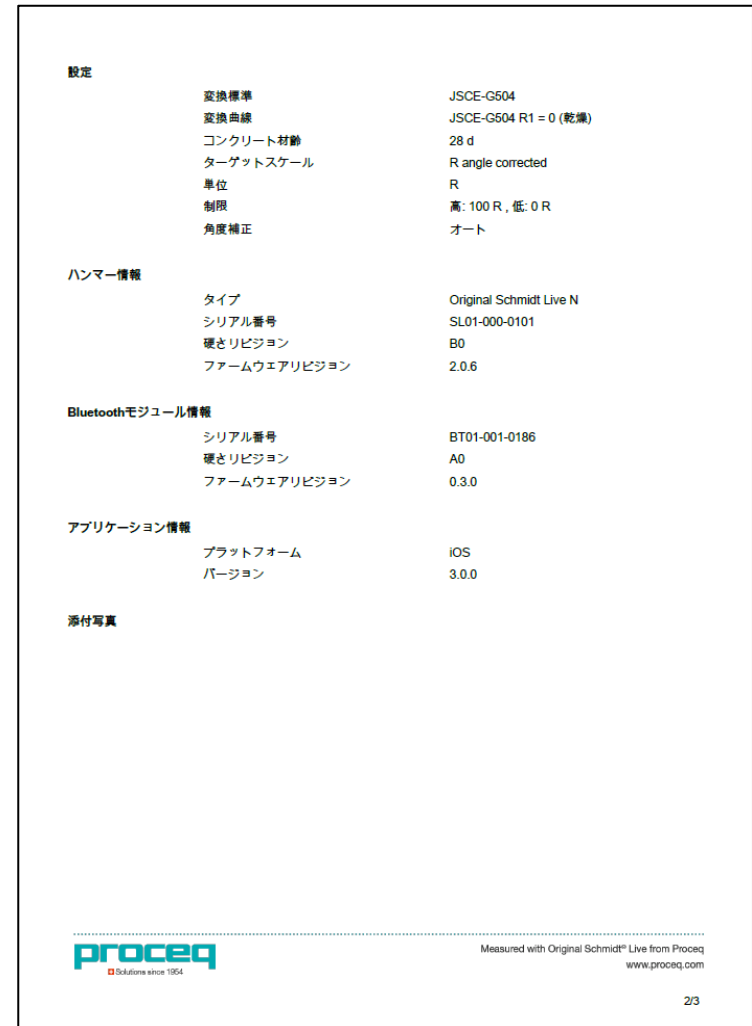 設定
変換標準 JSCE-G504
変換曲線 JSCE-G504 R1 = 0 (乾燥)
コンクリート材齢 28 d
ターゲットスケール R angle corrected
単位 R
制限 高: 100 R , 低: 0 R
角度補正 オート
ハンマー情報
タイプ Original Schmidt Live N
シリアル番号 SL01-000-0101
硬さリビジョン B0
ファームウェアリビジョン 2.0.6
Bluetoothモジュール情報
シリアル番号 BT01-001-0186
硬さリビジョン A0
ファームウエアリビジョン 0.3.0
アプリケーション情報
プラットフォーム iOS
バージョン 3.0.0
添付写真
proceq
Solutions since 1954
Measured with Original Schmidt® Live from Proceq
www.proceq.com
2/3